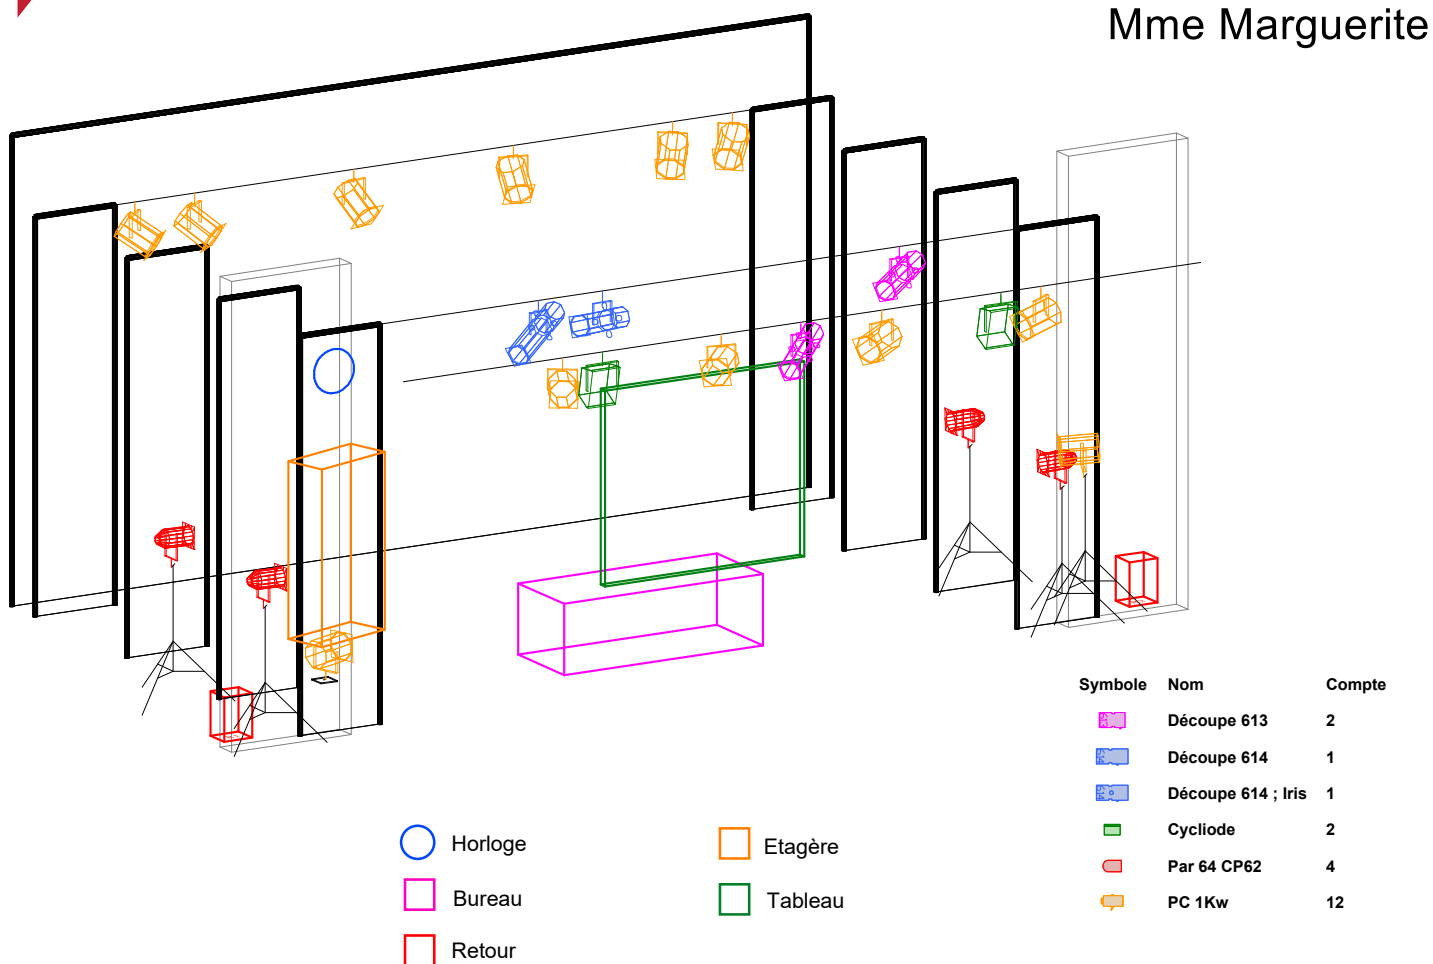 Mme Marguerite
Symbole Nom Compte
Découpe 613 2
Découpe 614 1
Découpe 614 ; Iris 1
Cycliode 2
Par 64 CP62 4
PC 1Kw 12
Horloge
Etagère
Bureau
Tableau
Retour